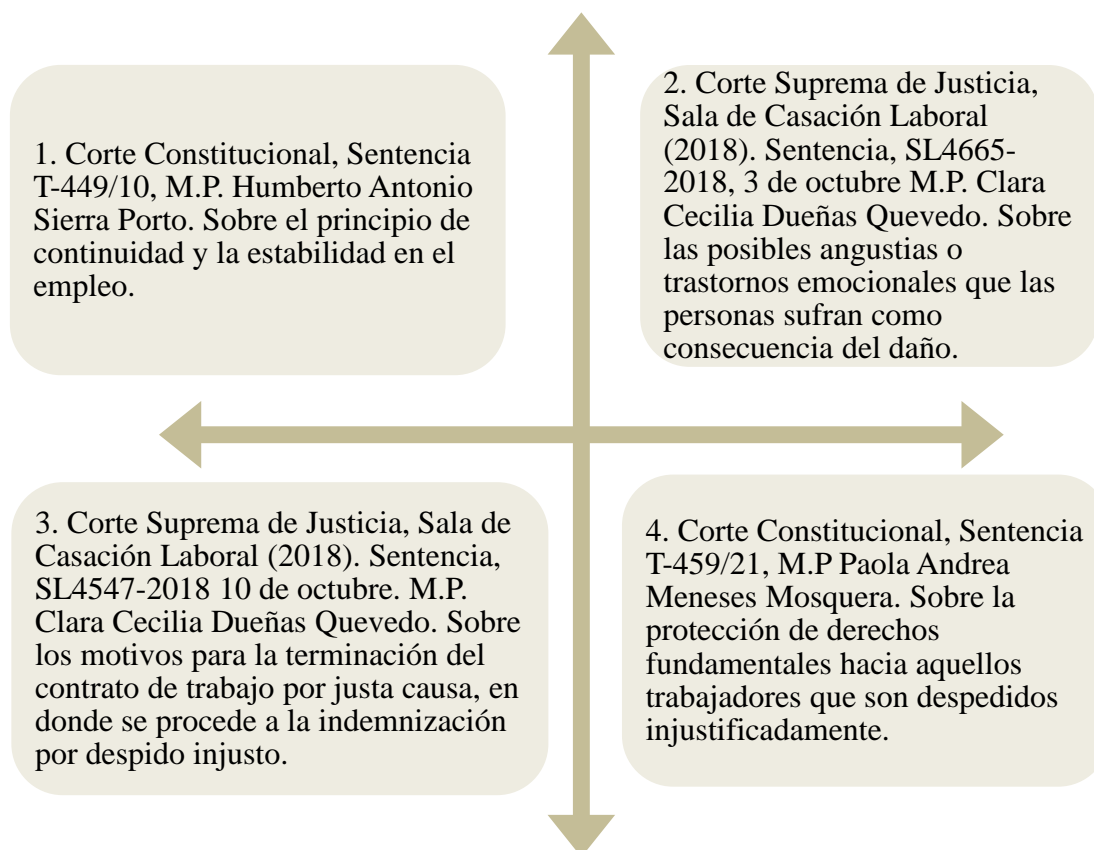 1. Corte Constitucional, Sentencia
T-449/10, M.P. Humberto Antonio
Sierra Porto. Sobre el principio de
continuidad y la estabilidad en el
empleo.
2. Corte Suprema de Justicia,
Sala de Casación Laboral
(2018). Sentencia, SL4665-
2018, 3 de octubre M.P. Clara
Cecilia Dueñas Quevedo. Sobre
las posibles angustias o
trastornos emocionales que las
personas sufran como
consecuencia del daño.
3. Corte Suprema de Justicia, Sala de
Casación Laboral (2018). Sentencia,
SL4547-2018 10 de octubre. M.P.
Clara Cecilia Dueñas Quevedo. Sobre
los motivos para la terminación del
contrato de trabajo por justa causa, en
donde se procede a la indemnización
por despido injusto.
4. Corte Constitucional, Sentencia
T-459/21, M.P Paola Andrea
Meneses Mosquera. Sobre la
protección de derechos
fundamentales hacia aquellos
trabajadores que son despedidos
injustificadamente.